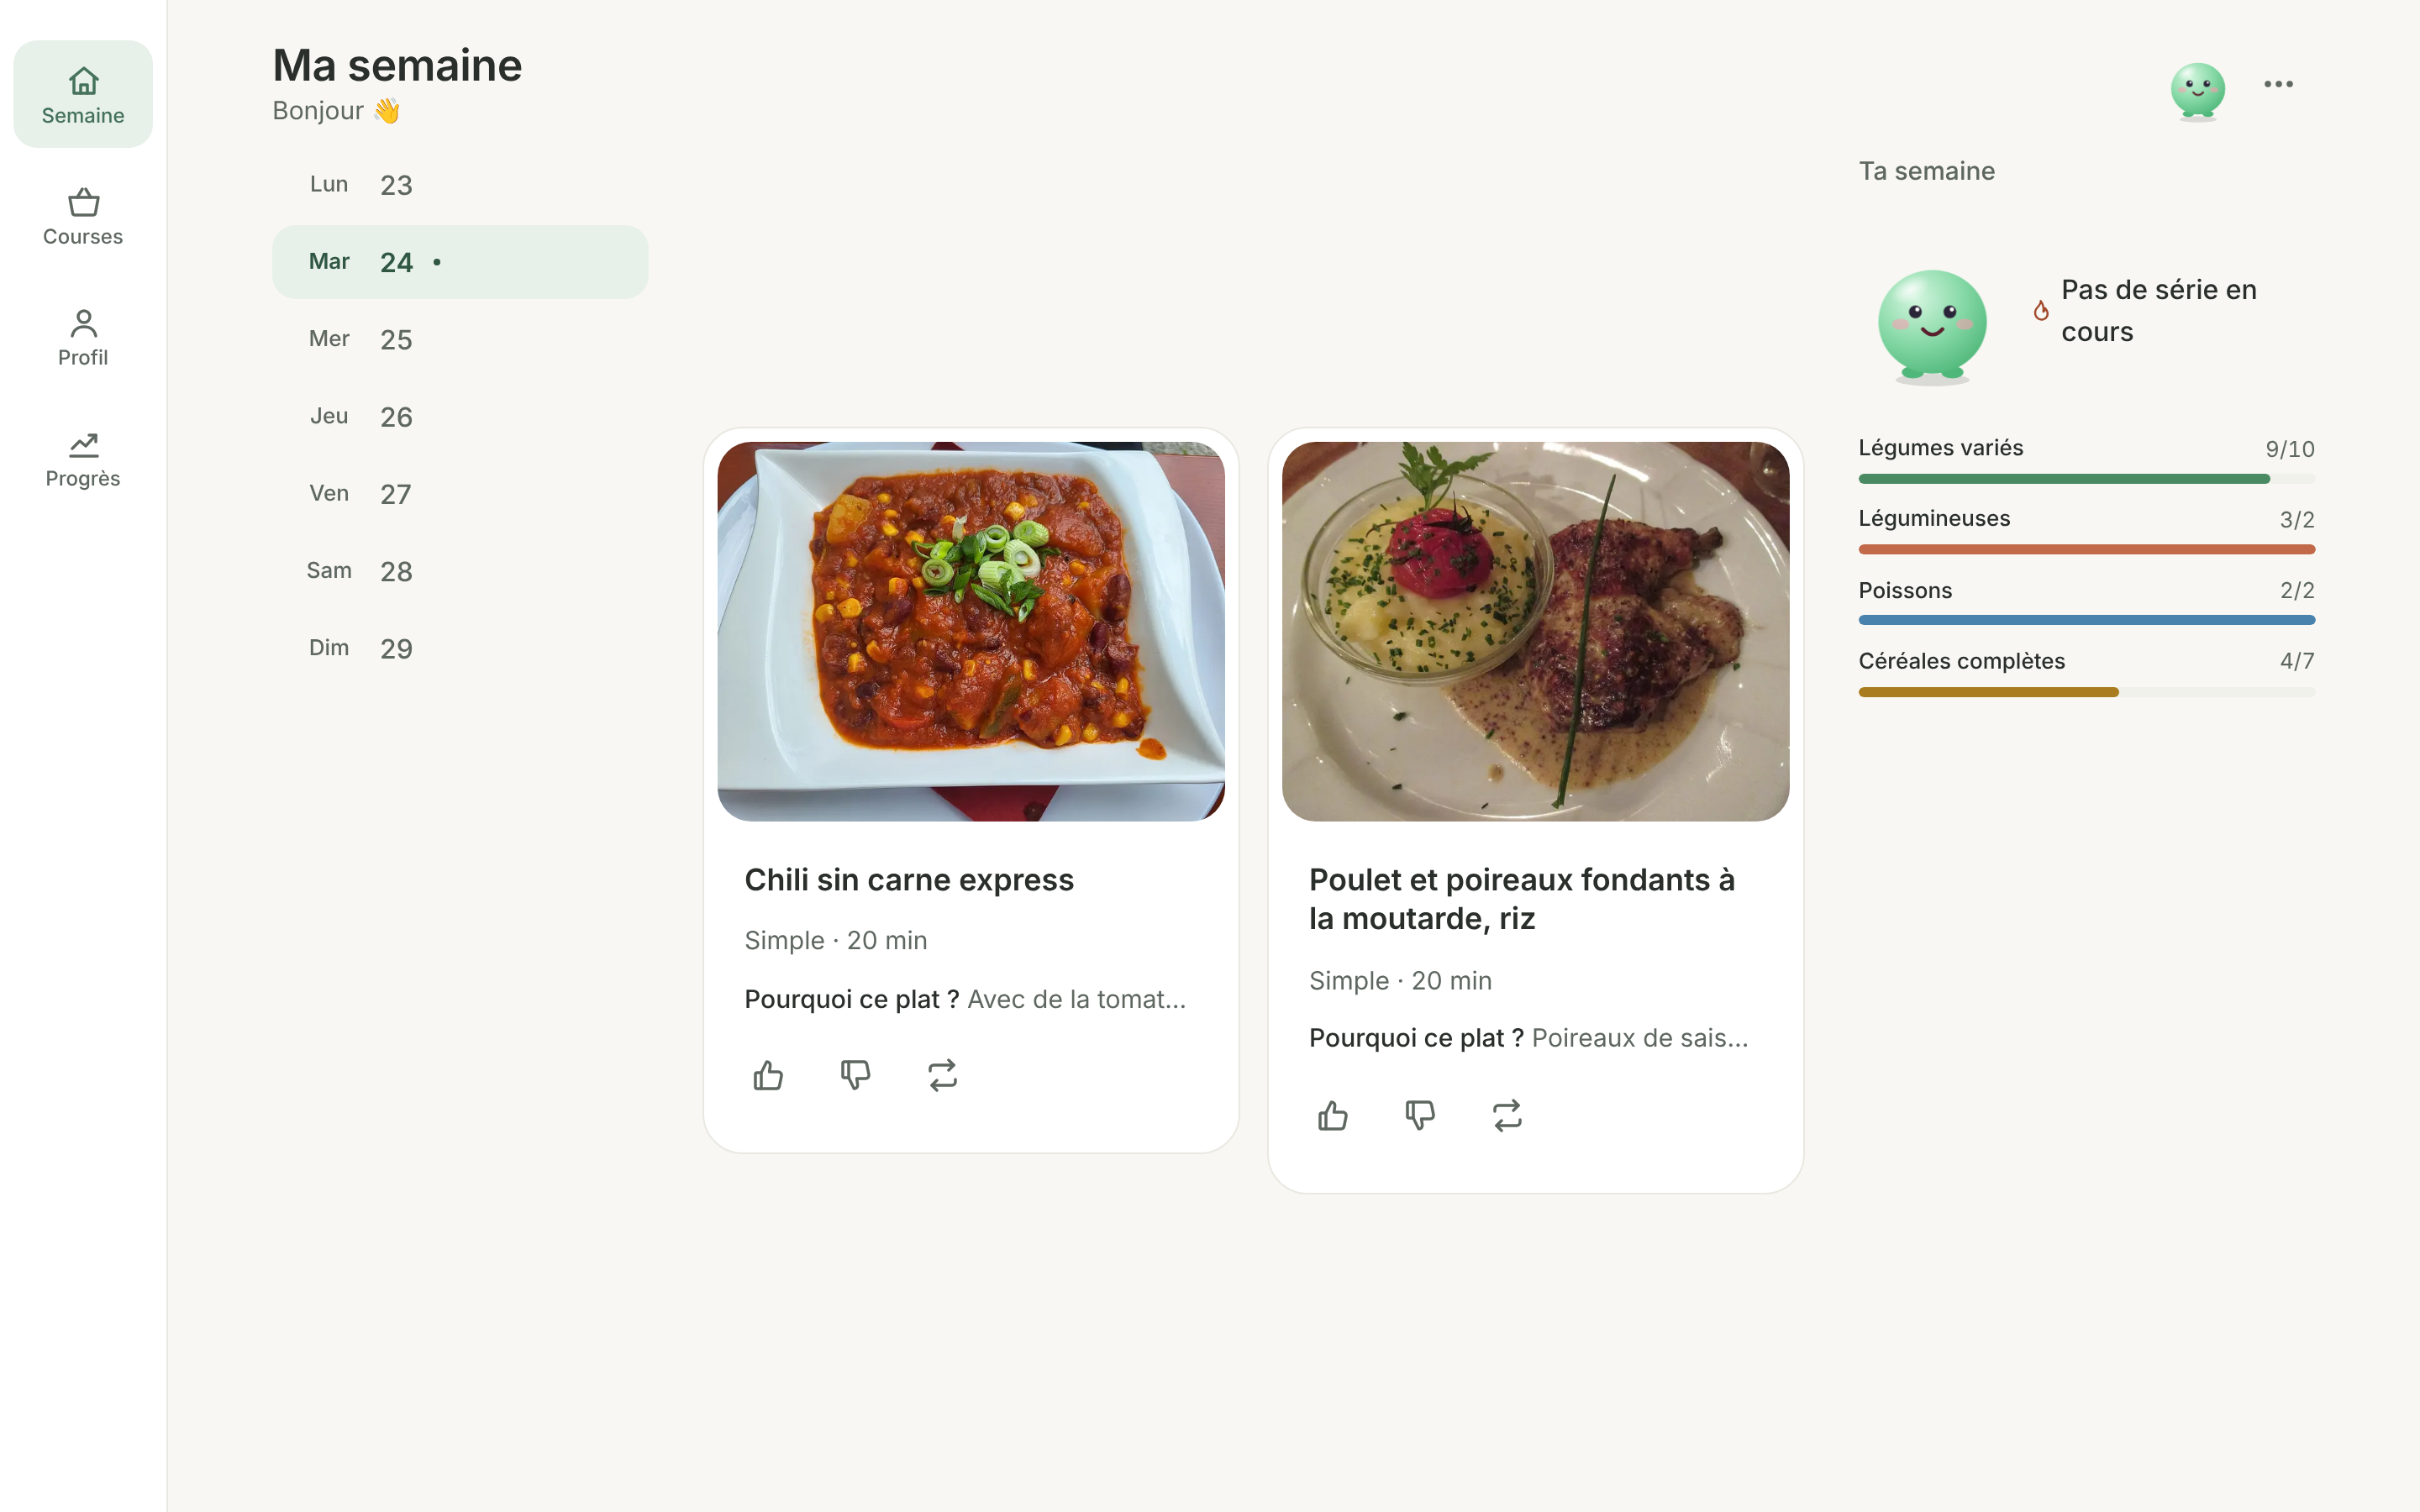 Semaine
Courses
Profil
Progrès
Ma semaine
Bonjour 👋
Lun 23
Mar 24 •
Mer 25
Jeu 26
Ven 27
Sam 28
Dim 29
Chili sin carne express
Simple · 20 min
Pourquoi ce plat ? Avec de la tomat...
Poulet et poireaux fondants à
la moutarde, riz
Simple · 20 min
Pourquoi ce plat ? Poireaux de sais...
Ta semaine
Pas de série en
cours
Légumes variés 9/10
Légumineuses 3/2
Poissons 2/2
Céréales complètes 4/7